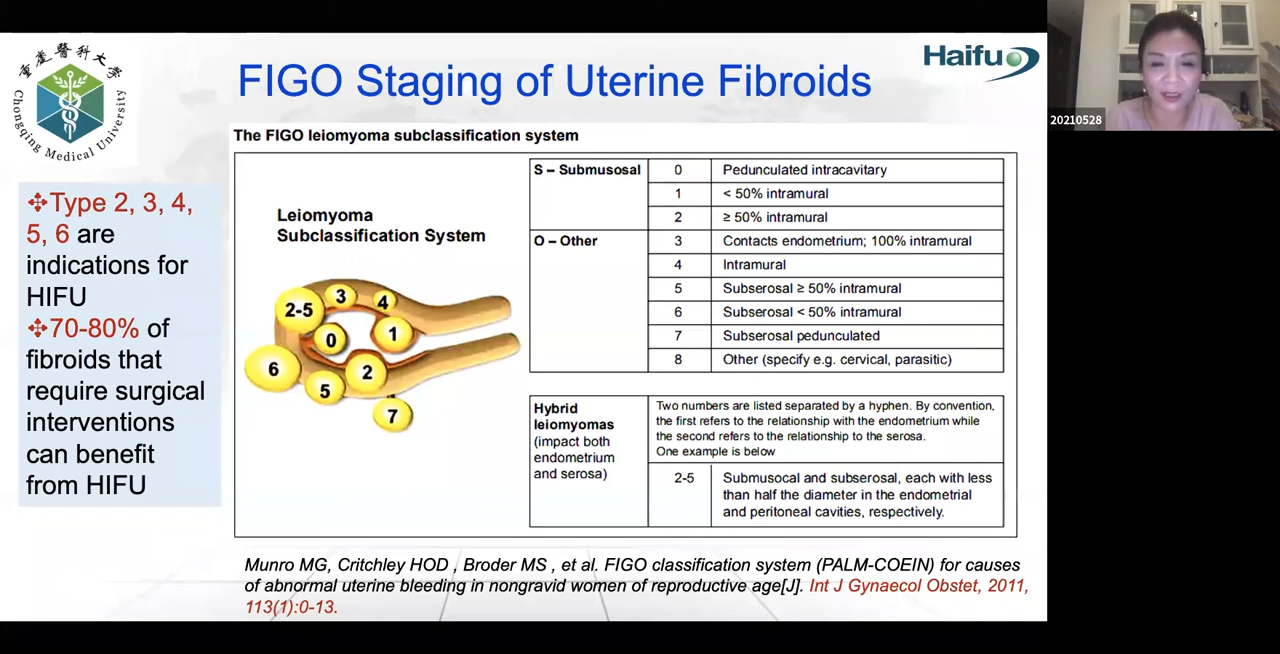 重慶醫科大學
Chongqing Medical University
Haifu
20210528
FIGO Staging of Uterine Fibroids
The FIGO leiomyoma subclassification system
✣Type 2, 3, 4,
5, 6 are
indications for
HIFU
✣70-80% of
fibroids that
require surgical
interventions
can benefit
from HIFU
Leiomyoma
Subclassification System
2-5
3
4
0
1
6
5
2
7
S – Submusosal 0 Pedunculated intracavitary
1 < 50% intramural
2 ≥ 50% intramural
O – Other 3 Contacts endometrium; 100% intramural
4 Intramural
5 Subserosal ≥ 50% intramural
6 Subserosal < 50% intramural
7 Subserosal pedunculated
8 Other (specify e.g. cervical, parasitic)
Hybrid
leiomyomas
(impact both
endometrium
and serosa)
Two numbers are listed separated by a hyphen. By convention,
the first refers to the relationship with the endometrium while
the second refers to the relationship to the serosa.
One example is below
2-5 Submusocal and subserosal, each with less
than half the diameter in the endometrial
and peritoneal cavities, respectively.
Munro MG, Critchley HOD , Broder MS , et al. FIGO classification system (PALM-COEIN) for causes
of abnormal uterine bleeding in nongravid women of reproductive age[J]. Int J Gynaecol Obstet, 2011,
113(1):0-13.